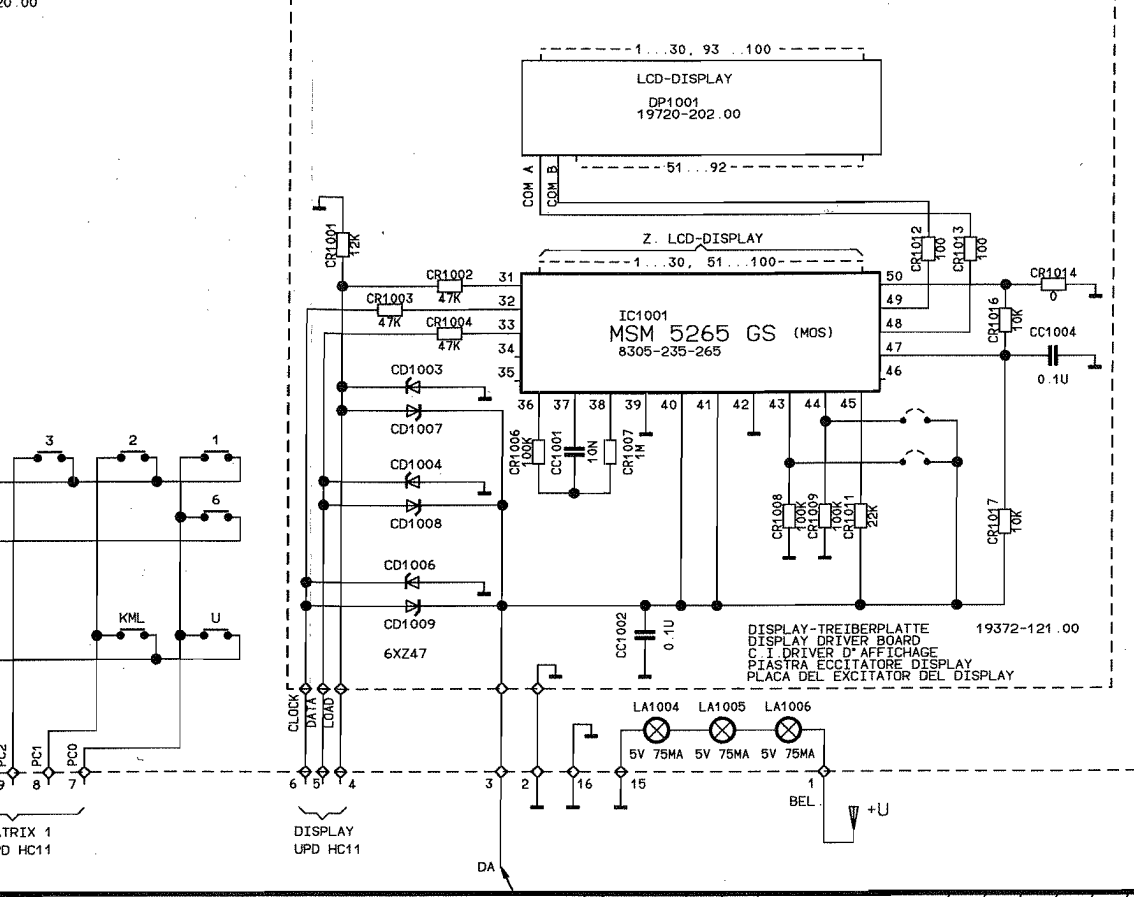 20.00
1...30, 93 ..100
LCD-DISPLAY
DP1001
19720-202.00
51...92
COM A
COM B
CR1001
12K
CR1012
100
CR1013
100
Z. LCD-DISPLAY
1...30, 51...100
CR1002
47K
CR1003
47K
CR1004
47K
31
32
33
34
35
IC1001
MSM 5265 GS (MOS)
8305-235-265
50
49
48
47
46
CR1014
0
CR1016
10K
CC1004
0.1U
36
37
38
39
40
41
42
43
44
45
CD1003
CD1007
CR1006
100K
CC1001
10N
CR1007
1M
3
2
1
CD1004
CD1008
6
CR1008
100K
CR1009
100K
CR1011
22K
CR1017
10K
CD1006
CD1009
6XZ47
KML
U
CC1002
0.1U
DISPLAY-TREIBERPLATTE 19372-121.00
DISPLAY DRIVER BOARD
C.I.DRIVER D'AFFICHAGE
PIASTRA ECCITATORE DISPLAY
PLACA DEL EXCITATOR DEL DISPLAY
CLOCK
DATA
LOAD
LA1004
LA1005
LA1006
5V 75MA
5V 75MA
5V 75MA
PC2
PC1
PC0
9
8
7
6
5
4
3
2
16
15
1
BEL.
+U
TRIX 1
PD HC11
DISPLAY
UPD HC11
DA